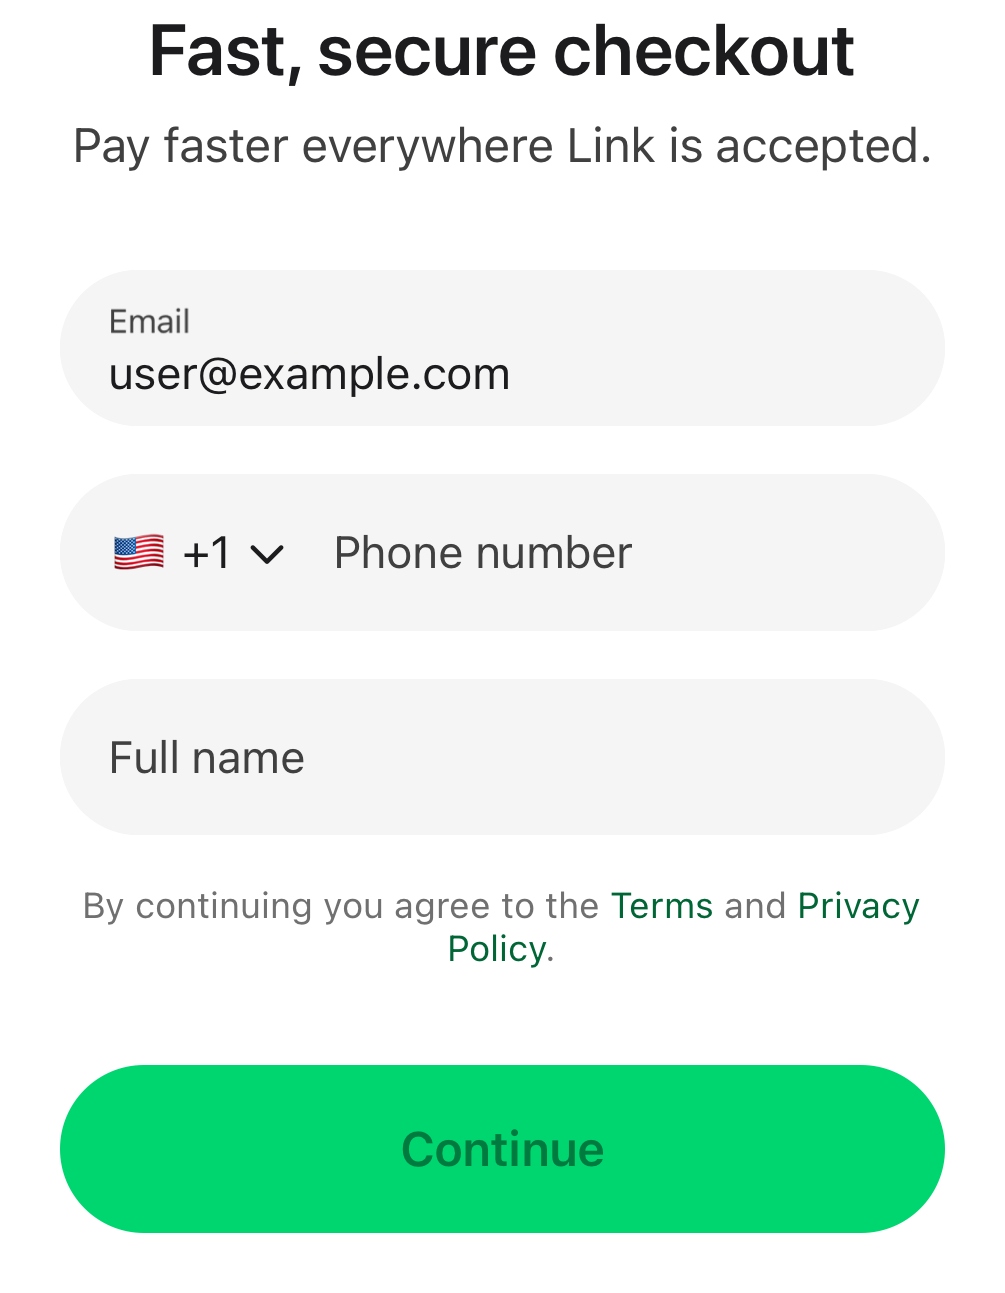 Fast, secure checkout
Pay faster everywhere Link is accepted.
Email
user@example.com
+1 Phone number
Full name
By continuing you agree to the Terms and Privacy
Policy.
Continue